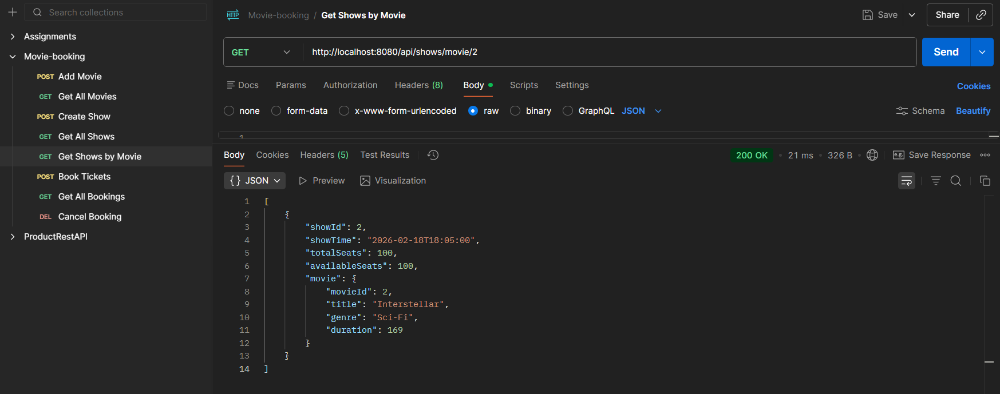 Search collections
Assignments
Movie-booking
POST Add Movie
GET Get All Movies
POST Create Show
GET Get All Shows
GET Get Shows by Movie
POST Book Tickets
GET Get All Bookings
DEL Cancel Booking
ProductRestAPI
HTTP Movie-booking / Get Shows by Movie
Save
Share
GET http://localhost:8080/api/shows/movie/2
Send
Docs Params Authorization Headers (8) Body Scripts Settings
Cookies
none form-data x-www-form-urlencoded raw binary GraphQL JSON
Schema Beautify
1
Body Cookies Headers (5) Test Results
200 OK • 21 ms • 326 B
e.g. Save Response
{} JSON Preview Visualization
1 [
2 {
3 "showId": 2,
4 "showTime": "2026-02-18T18:05:00",
5 "totalSeats": 100,
6 "availableSeats": 100,
7 "movie": {
8 "movieId": 2,
9 "title": "Interstellar",
10 "genre": "Sci-Fi",
11 "duration": 169
12 }
13 }
14 ]